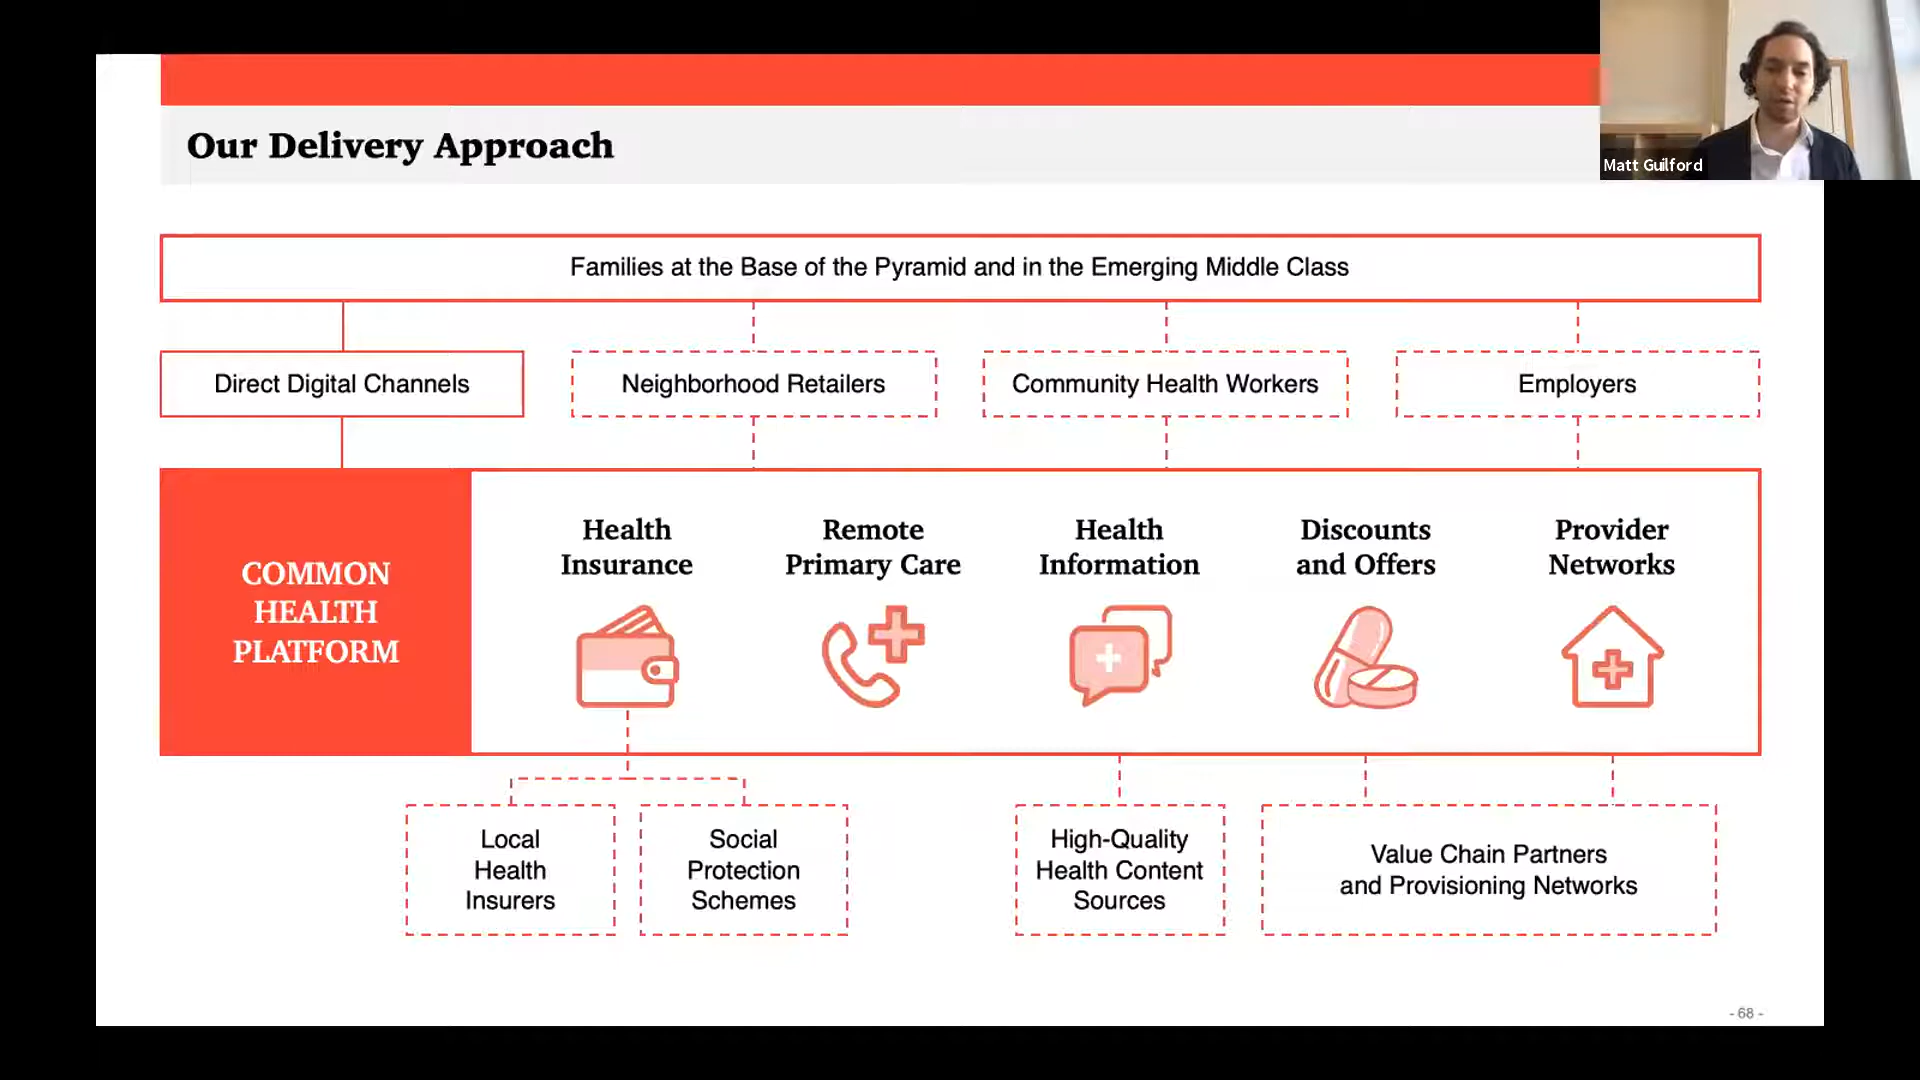 Matt Guilford
Our Delivery Approach
Families at the Base of the Pyramid and in the Emerging Middle Class
Direct Digital Channels
Neighborhood Retailers
Community Health Workers
Employers
COMMON
HEALTH
PLATFORM
Health
Insurance
Remote
Primary Care
Health
Information
Discounts
and Offers
Provider
Networks
Local
Health
Insurers
Social
Protection
Schemes
High-Quality
Health Content
Sources
Value Chain Partners
and Provisioning Networks
- 68 -